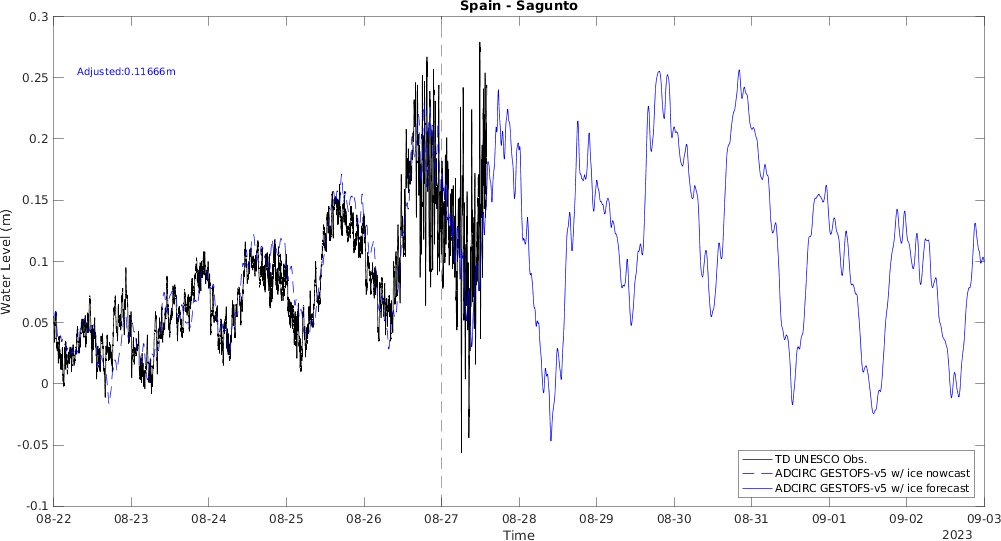 Spain - Sagunto
Adjusted:0.11666m
Water Level (m)
0.3
0.25
0.2
0.15
0.1
0.05
0
-0.05
-0.1
TD UNESCO Obs.
ADCIRC GESTOFS-v5 w/ ice nowcast
ADCIRC GESTOFS-v5 w/ ice forecast
08-22 08-23 08-24 08-25 08-26 08-27 08-28 08-29 08-30 08-31 09-01 09-02 09-03
Time
2023